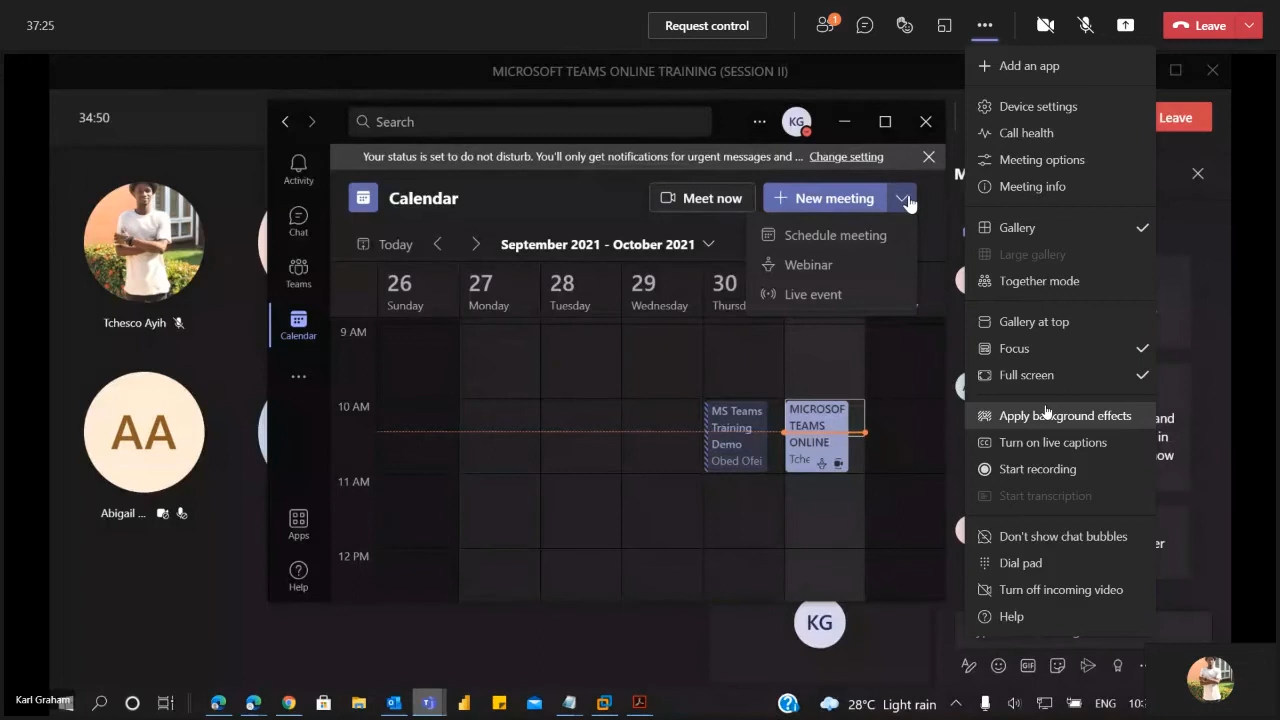 37:25
Request control
1
Leave
MICROSOFT TEAMS ONLINE TRAINING (SESSION II)
34:50
Leave
Search
KG
Your status is set to do not disturb. You'll only get notifications for urgent messages and ... Change setting
Activity
Chat
Teams
Calendar
Apps
Help
Calendar
Meet now
New meeting
Schedule meeting
Webinar
Live event
Today
September 2021 - October 2021
26
Sunday
27
Monday
28
Tuesday
29
Wednesday
30
Thursd
9 AM
10 AM
11 AM
12 PM
MS Teams
Training
Demo
Obed Ofei
MICROSOF
TEAMS
ONLINE
Tche
Tchesco Ayih
AA
Abigail ...
KG
Add an app
Device settings
Call health
Meeting options
Meeting info
Gallery
Large gallery
Together mode
Gallery at top
Focus
Full screen
Apply background effects
Turn on live captions
Start recording
Start transcription
Don't show chat bubbles
Dial pad
Turn off incoming video
Help
and
in
ow
er
GIF
Karl Graham
28°C Light rain
ENG
10: